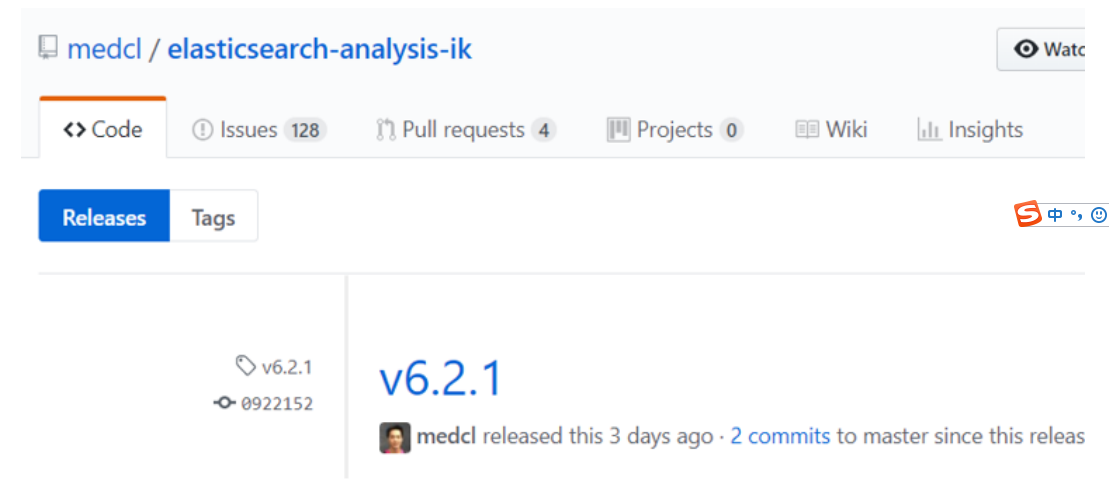 medcl / elasticsearch-analysis-ik
Code Issues 128 Pull requests 4 Projects 0 Wiki Insights
Releases Tags
S 中 °,
v6.2.1
0922152
v6.2.1
medcl released this 3 days ago · 2 commits to master since this releas